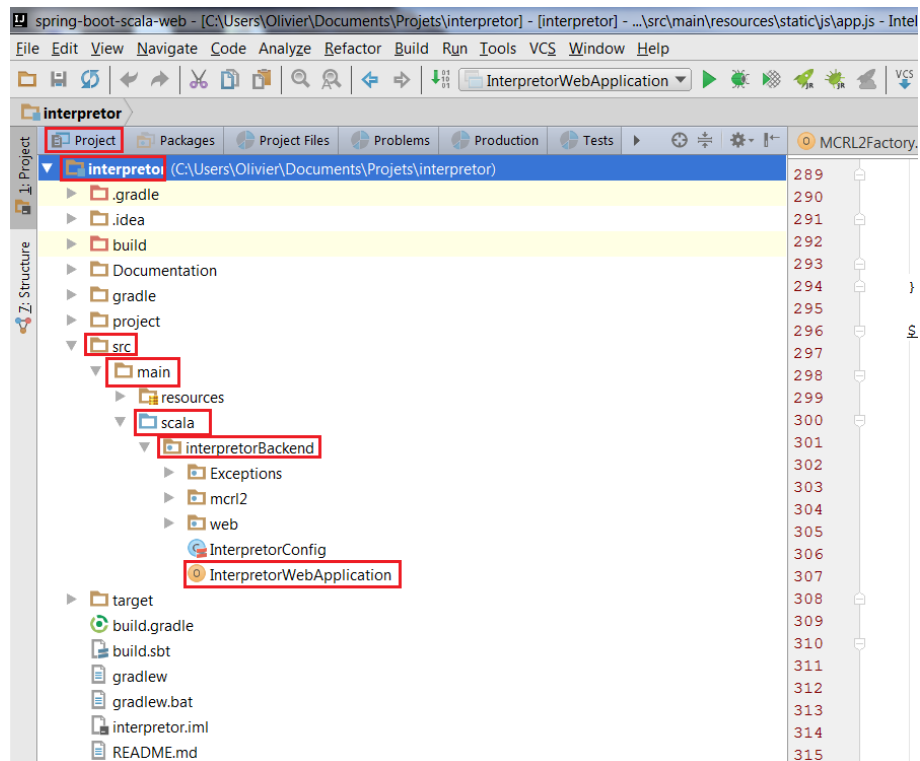 spring-boot-scala-web - [C:\Users\Olivier\Documents\Projets\interpretor] - [interpretor] - ...\src\main\resources\static\js\app.js - Intel
File Edit View Navigate Code Analyze Refactor Build Run Tools VCS Window Help
InterpretorWebApplication VCS
interpretor
1: Project
Z: Structure
Project Packages Project Files Problems Production Tests MCRL2Factory.
interpretor (C:\Users\Olivier\Documents\Projets\interpretor)
.gradle
.idea
build
Documentation
gradle
project
src
main
resources
scala
interpretorBackend
Exceptions
mcrl2
web
InterpretorConfig
InterpretorWebApplication
target
build.gradle
build.sbt
gradlew
gradlew.bat
interpretor.iml
README.md
289
290
291
292
293
294 }
295
296 $
297
298
299
300
301
302
303
304
305
306
307
308
309
310
311
312
313
314
315